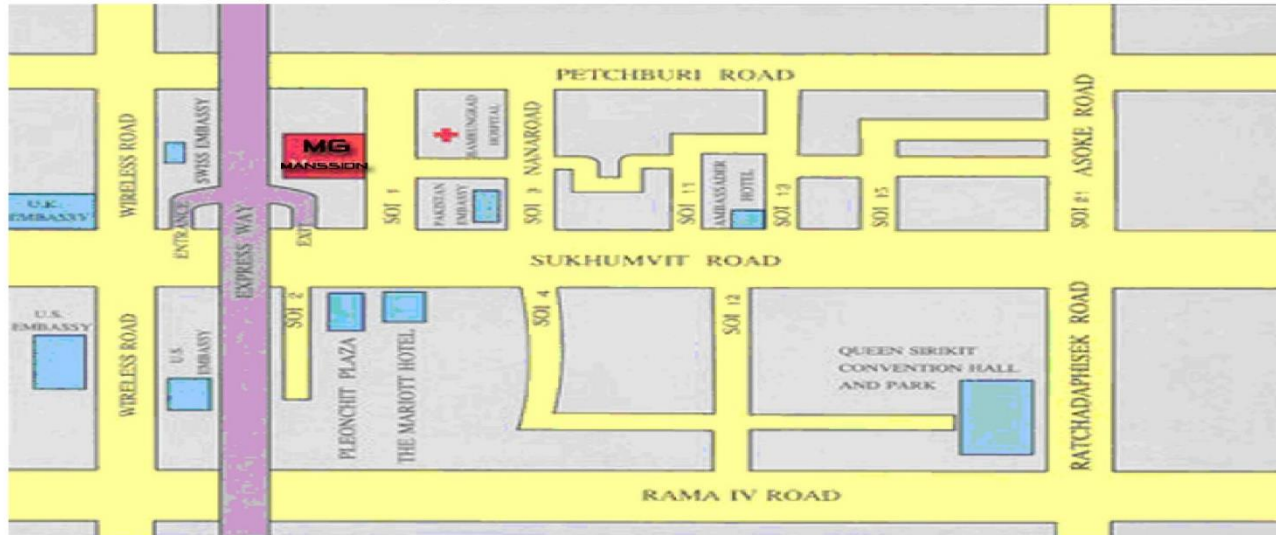 PETCHBURI ROAD
WIRELESS ROAD
SWISS EMBASSY
MG
MANSSION
BAMRUNGRAD
HOSPITAL
NANAROAD
ASOKE ROAD
U.K.
EMBASSY
ENTRANCE
EXPRESS WAY
EXIT
SOI 1
PAKISTAN
EMBASSY
SOI 3
SOI 11
AMBASSADER
HOTEL
SOI 13
SOI 15
SOI 21
SUKHUMVIT ROAD
U.S.
EMBASSY
WIRELESS ROAD
U.S.
EMBASSY
SOI 2
PLEONCHIT PLAZA
THE MARIOTT HOTEL
SOI 4
SOI 12
QUEEN SIRIKIT
CONVENTION HALL
AND PARK
RATCHADAPHISEK ROAD
RAMA IV ROAD